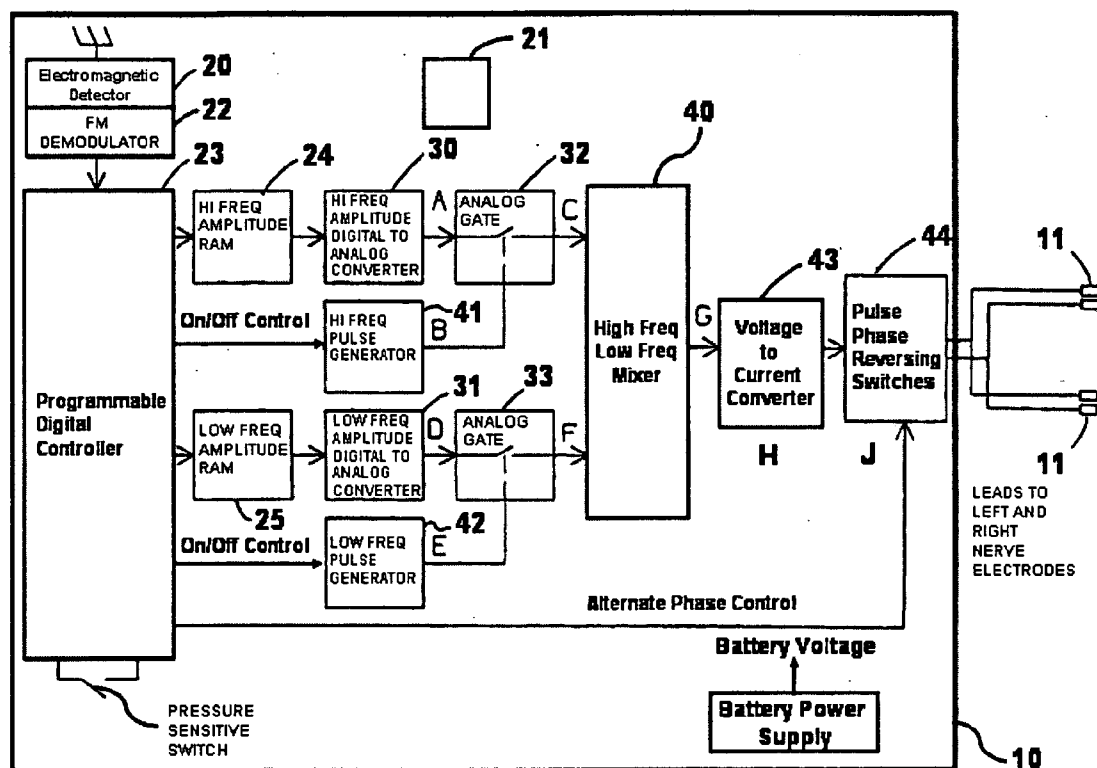 20
Electromagnetic
Detector
22
FM
DEMODULATOR
21
23
24
30
32
40
HI FREQ
AMPLITUDE
RAM
HI FREQ
AMPLITUDE
DIGITAL TO
ANALOG
CONVERTER
A
ANALOG
GATE
C
On/Off Control
HI FREQ
PULSE
GENERATOR
41
B
High Freq
Low Freq
Mixer
G
43
Voltage
to
Current
Converter
H
44
Pulse
Phase
Reversing
Switches
J
11
11
LEADS TO
LEFT AND
RIGHT
NERVE
ELECTRODES
Programmable
Digital
Controller
LOW FREQ
AMPLITUDE
RAM
25
31
LOW FREQ
AMPLITUDE
DIGITAL TO
ANALOG
CONVERTER
D
33
ANALOG
GATE
F
On/Off Control
LOW FREQ
PULSE
GENERATOR
42
E
Alternate Phase Control
Battery Voltage
Battery Power
Supply
PRESSURE
SENSITIVE
SWITCH
10